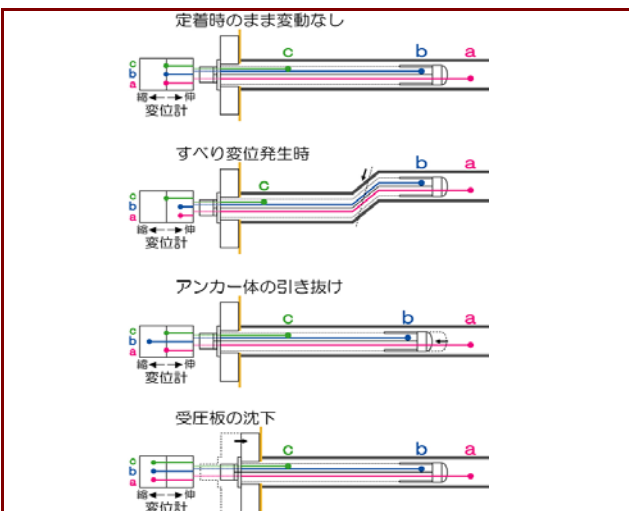 定着時のまま変動なし
c b a
c
b
a
縮 伸
変位計
すべり変位発生時
c b a
c
b
a
縮 伸
変位計
アンカー体の引き抜け
c b a
c
b
a
縮 伸
変位計
受圧板の沈下
c b a
c
b
a
縮 伸
変位計